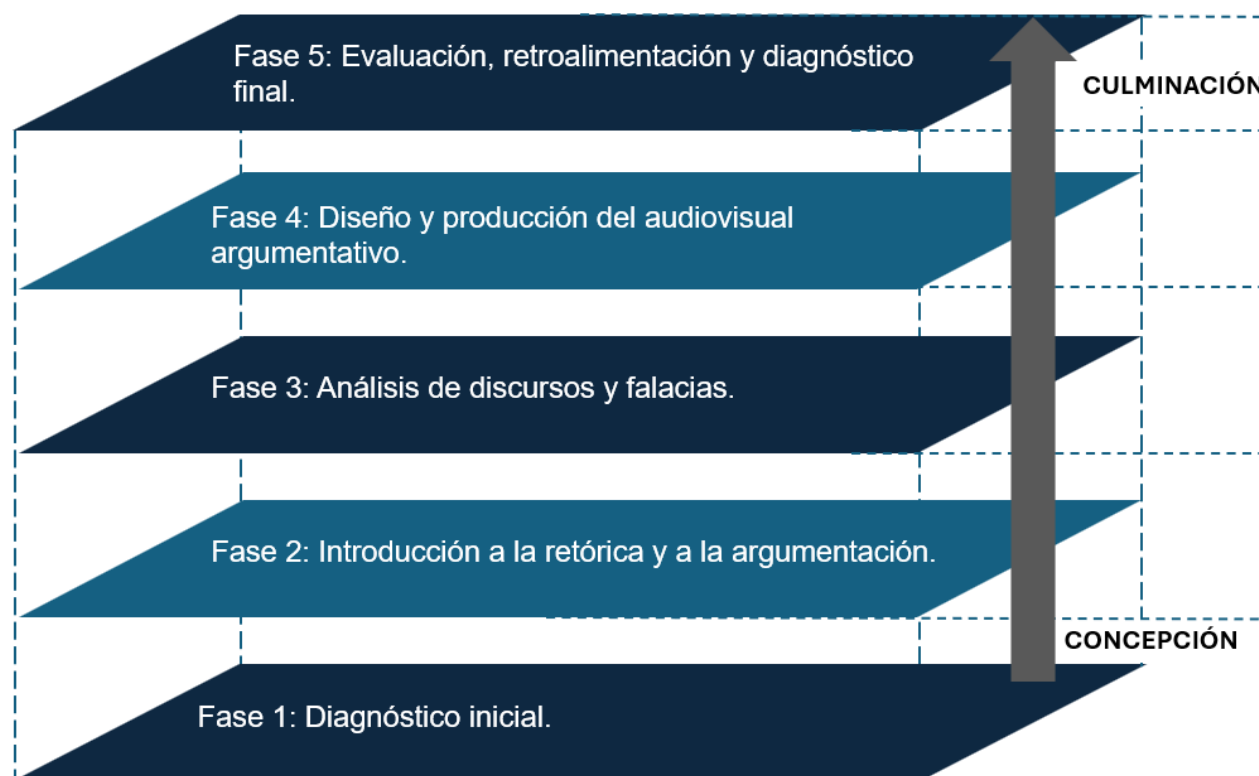 Fase 5: Evaluación, retroalimentación y diagnóstico
final.
CULMINACIÓN
Fase 4: Diseño y producción del audiovisual
argumentativo.
Fase 3: Análisis de discursos y falacias.
Fase 2: Introducción a la retórica y a la argumentación.
CONCEPCIÓN
Fase 1: Diagnóstico inicial.